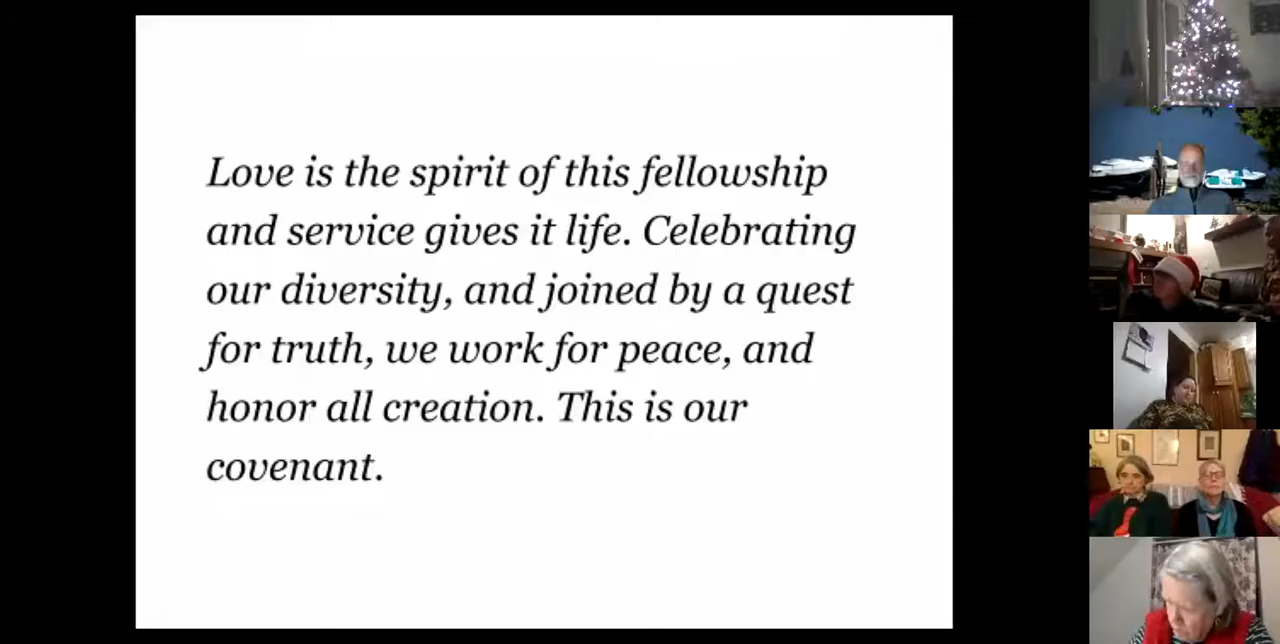 Love is the spirit of this fellowship
and service gives it life. Celebrating
our diversity, and joined by a quest
for truth, we work for peace, and
honor all creation. This is our
covenant.